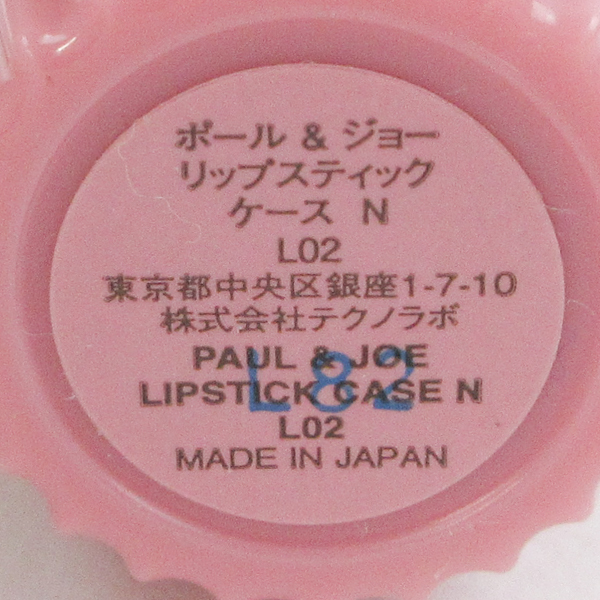 ポール & ジョー
リップスティック
ケース N
L02
東京都中央区銀座1-7-10
株式会社テクノラボ
PAUL & JOE
L82
LIPSTICK CASE N
L02
MADE IN JAPAN